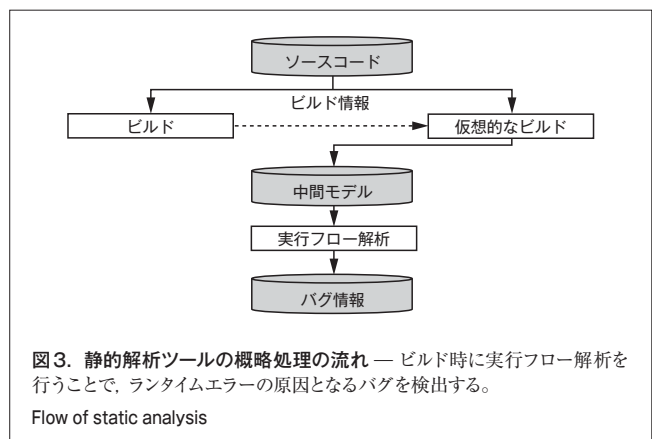 ソースコード
ビルド情報
ビルド
仮想的なビルド
中間モデル
実行フロー解析
バグ情報
図3. 静的解析ツールの概略処理の流れ — ビルド時に実行フロー解析を
行うことで, ランタイムエラーの原因となるバグを検出する。
Flow of static analysis